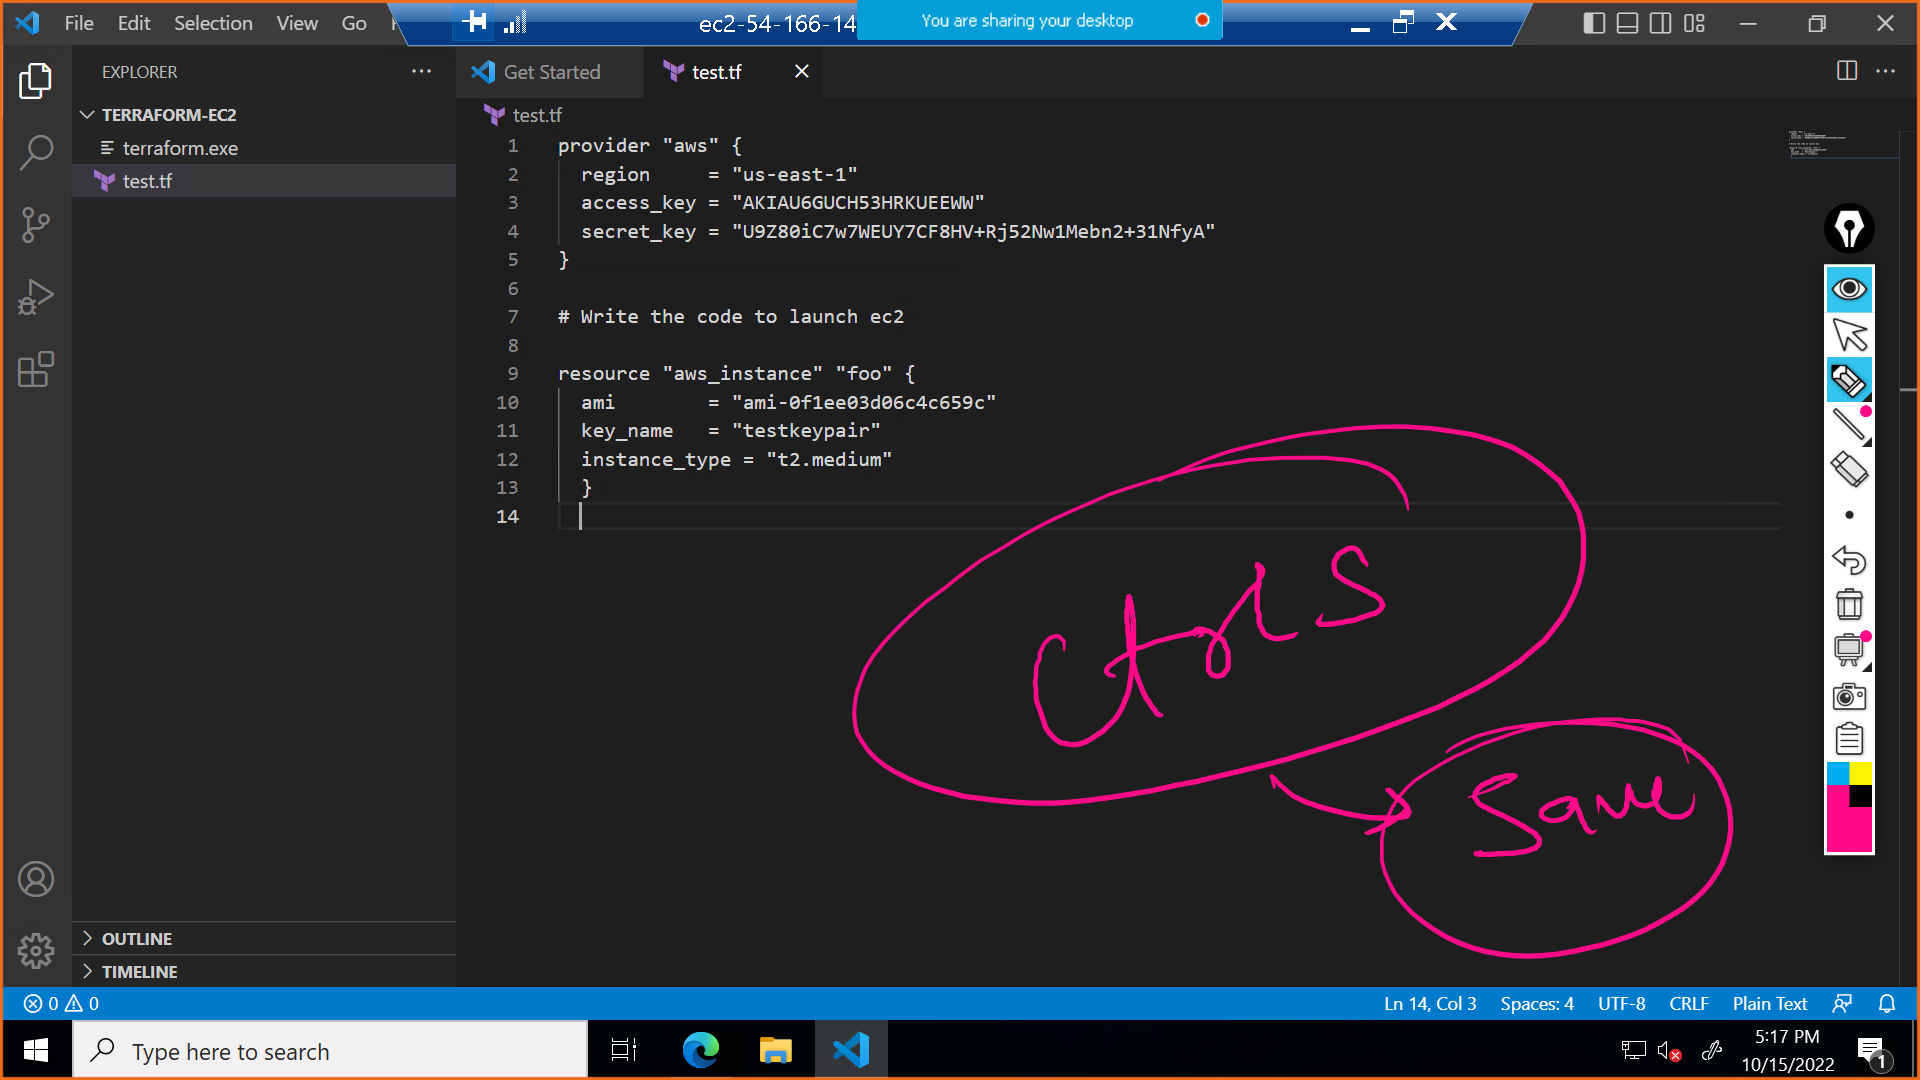 File Edit Selection View Go
ec2-54-166-14
You are sharing your desktop
EXPLORER
TERRAFORM-EC2
terraform.exe
test.tf
Get Started
test.tf
test.tf
1 provider "aws" {
2 region = "us-east-1"
3 access_key = "AKIAU6GUCH53HRKUEEWW"
4 secret_key = "U9Z80iC7w7WEUY7CF8HV+Rj52Nw1Mebn2+31NfyA"
5 }
6
7 # Write the code to launch ec2
8
9 resource "aws_instance" "foo" {
10 ami = "ami-0f1ee03d06c4c659c"
11 key_name = "testkeypair"
12 instance_type = "t2.medium"
13 }
14
Ctrl S
Save
OUTLINE
TIMELINE
0 0
Ln 14, Col 3 Spaces: 4 UTF-8 CRLF Plain Text
Type here to search
5:17 PM
10/15/2022
1